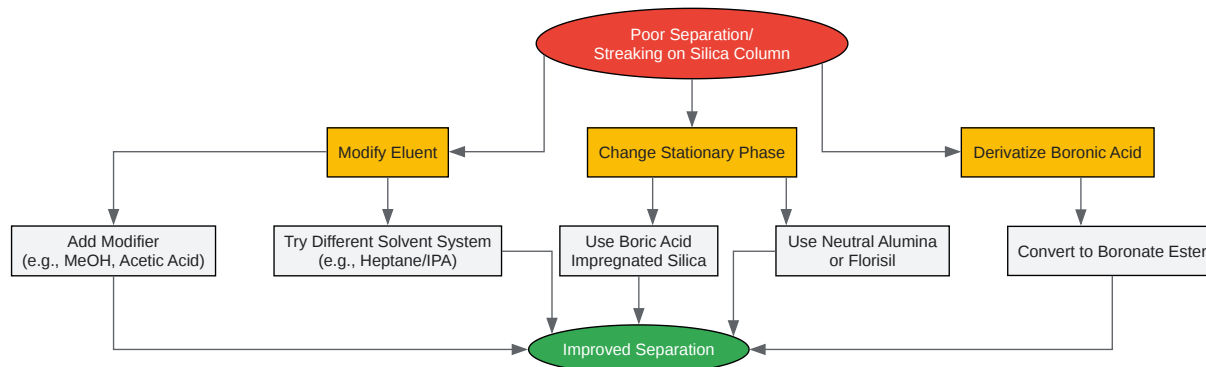 Poor Separation/
Streaking on Silica Column
Modify Eluent
Change Stationary Phase
Derivatize Boronic Acid
Add Modifier
(e.g., MeOH, Acetic Acid)
Try Different Solvent System
(e.g., Heptane/IPA)
Use Boric Acid
Impregnated Silica
Use Neutral Alumina
or Florisil
Convert to Boronate Ester
Improved Separation